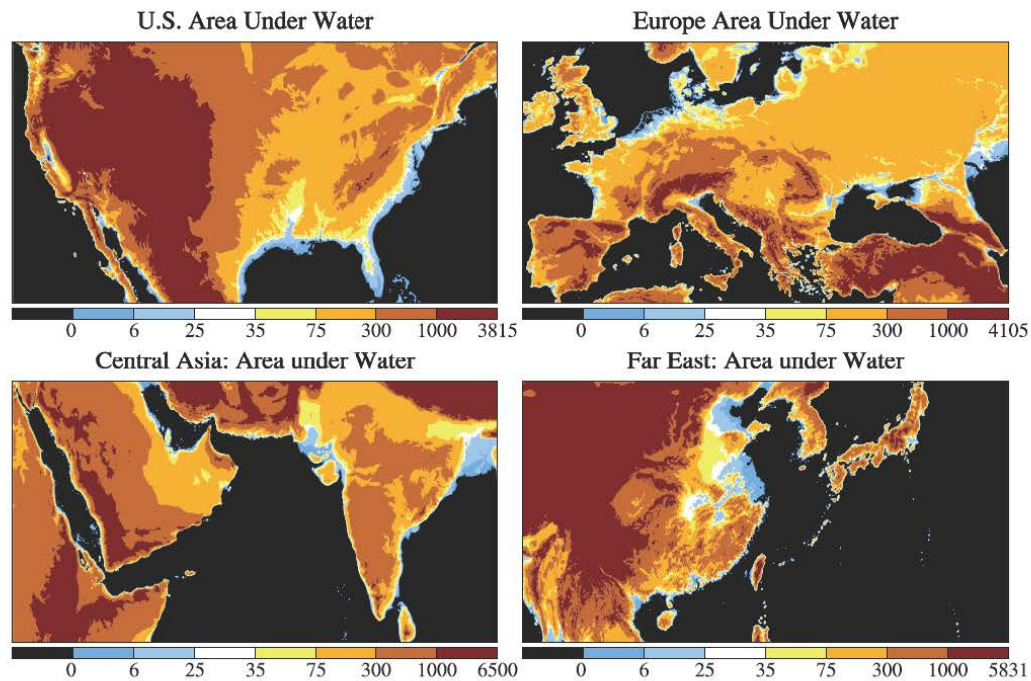 U.S. Area Under Water
Europe Area Under Water
0 6 25 35 75 300 1000 3815
0 6 25 35 75 300 1000 4105
Central Asia: Area under Water
Far East: Area under Water
0 6 25 35 75 300 1000 6500
0 6 25 35 75 300 1000 5831